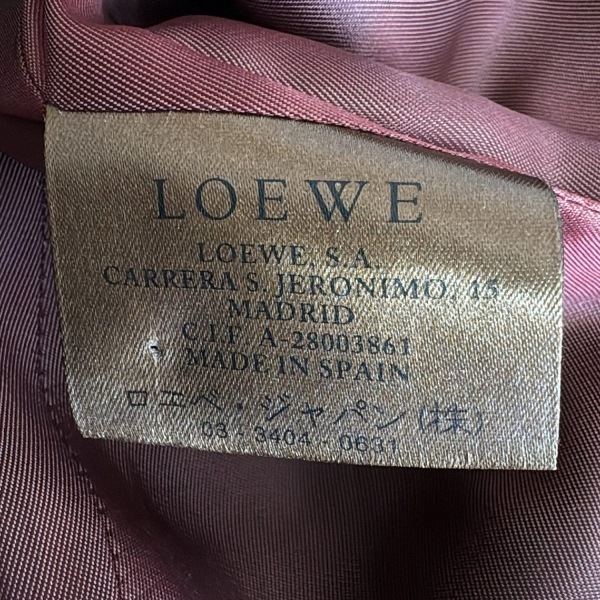 LOEWE
LOEWE, S.A.
CARRERA S. JERONIMO, 15
MADRID
C.I.F. A-28003861
MADE IN SPAIN
ロエベ・ジャパン(株)
03-3404-0631